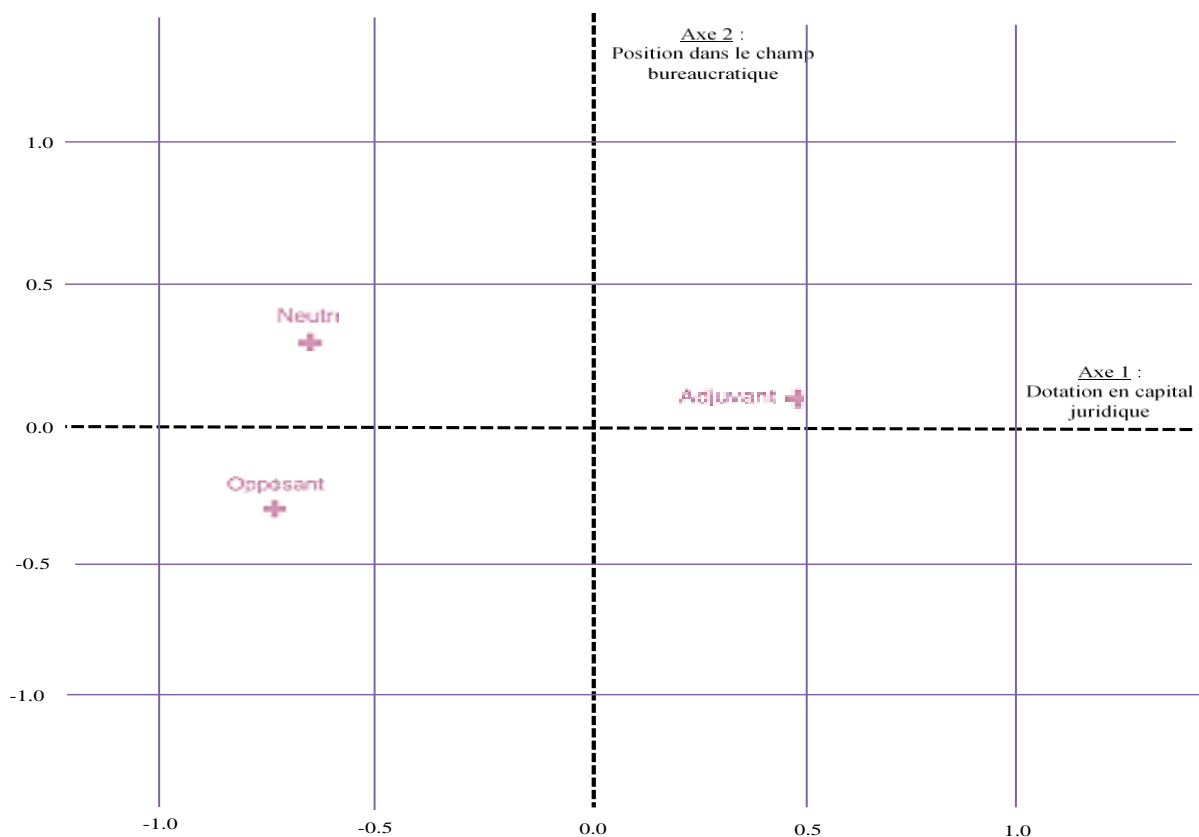 Axe 2 :
Position dans le champ
bureaucratique
1.0
0.5
Neutr
Adjuvant
Axe 1 :
Dotation en capital
juridique
0.0
Opposant
-0.5
-1.0
-1.0
-0.5
0.0
0.5
1.0